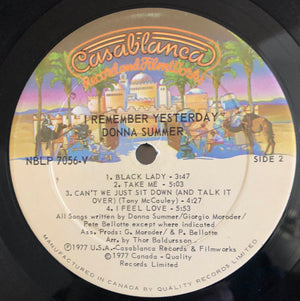 Casablanca
Record and FilmWorks
I REMEMBER YESTERDAY
DONNA SUMMER
NBLP 7056-V
SIDE 2
1. BLACK LADY - 3:47
2. TAKE ME - 5:03
3. CAN'T WE JUST SIT DOWN (AND TALK IT
OVER) (Tony McCauley) - 4:27
4. I FEEL LOVE - 5:53
All Songs written by Donna Summer/Giorgio Moroder/
Pete Bellotte except where otherwise indicated
Ass. Prods: G. Moroder / P. Bellotte
Arr. by Thor Baldursson
℗1977 U.S.A.-Casablanca Records & Filmworks
©1977 Canada - Quality
Records Limited
MANUFACTURED IN CANADA BY QUALITY RECORDS LIMITED